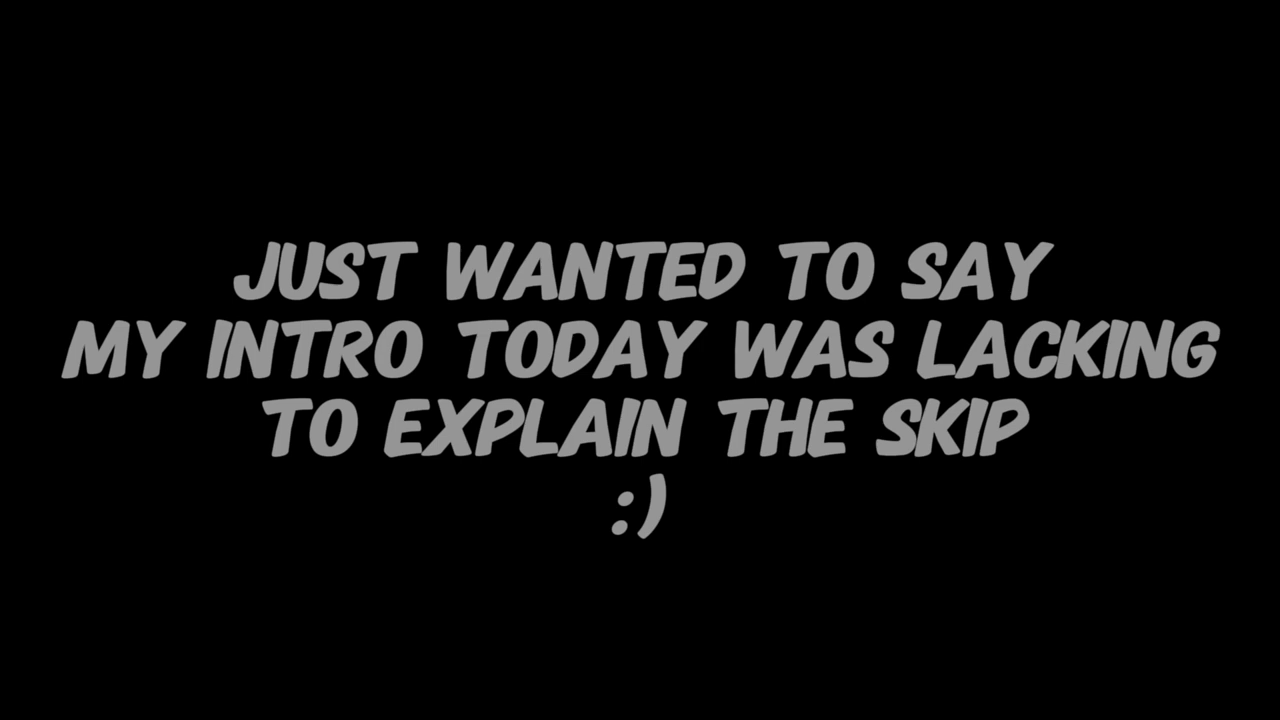 JUST WANTED TO SAY
MY INTRO TODAY WAS LACKING
TO EXPLAIN THE SKIP
:)